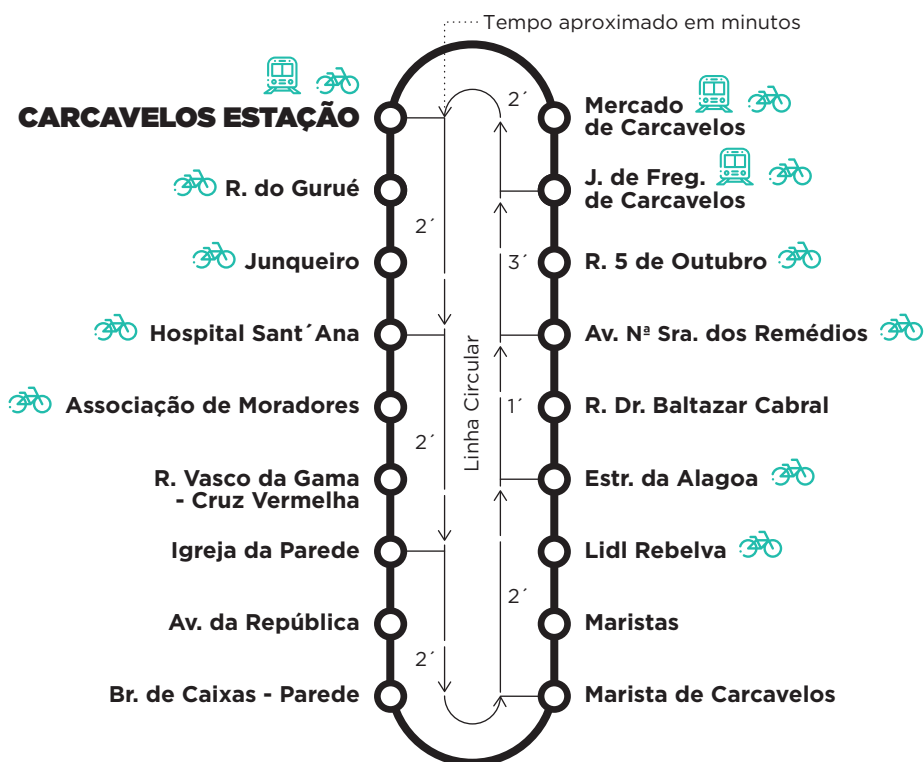 Tempo aproximado em minutos
CARCAVELOS ESTAÇÃO
R. do Gurué
Junqueiro
Hospital Sant´Ana
Associação de Moradores
R. Vasco da Gama
- Cruz Vermelha
Igreja da Parede
Av. da República
Br. de Caixas - Parede
2´
2´
2´
Linha Circular
2´
3´
1´
2´
Mercado
de Carcavelos
J. de Freg.
de Carcavelos
R. 5 de Outubro
Av. Nª Sra. dos Remédios
R. Dr. Baltazar Cabral
Estr. da Alagoa
Lidl Rebelva
Maristas
Marista de Carcavelos